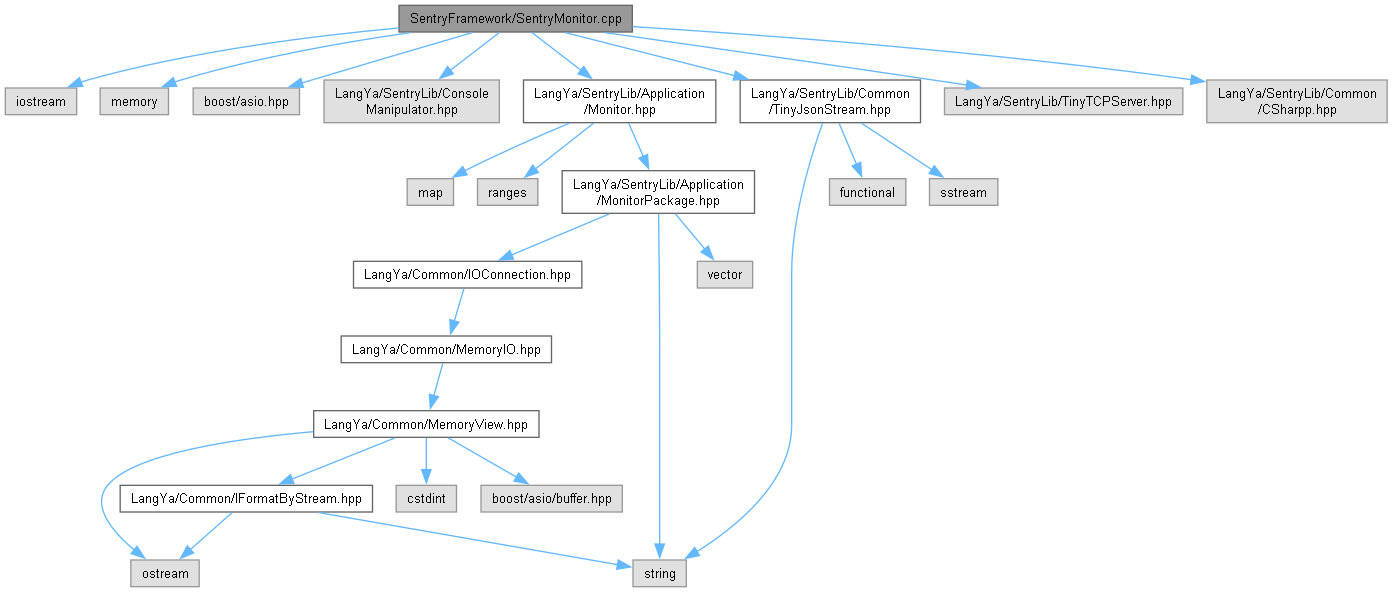 SentryFramework/SentryMonitor.cpp
iostream
memory
boost/asio.hpp
LangYa/SentryLib/Console
Manipulator.hpp
LangYa/SentryLib/Application
/Monitor.hpp
LangYa/SentryLib/Common
/TinyJsonStream.hpp
LangYa/SentryLib/TinyTCPServer.hpp
LangYa/SentryLib/Common
/CSharpp.hpp
map
ranges
LangYa/SentryLib/Application
/MonitorPackage.hpp
functional
sstream
LangYa/Common/IOConnection.hpp
vector
LangYa/Common/MemoryIO.hpp
LangYa/Common/MemoryView.hpp
LangYa/Common/IFormatByStream.hpp
cstdint
boost/asio/buffer.hpp
ostream
string